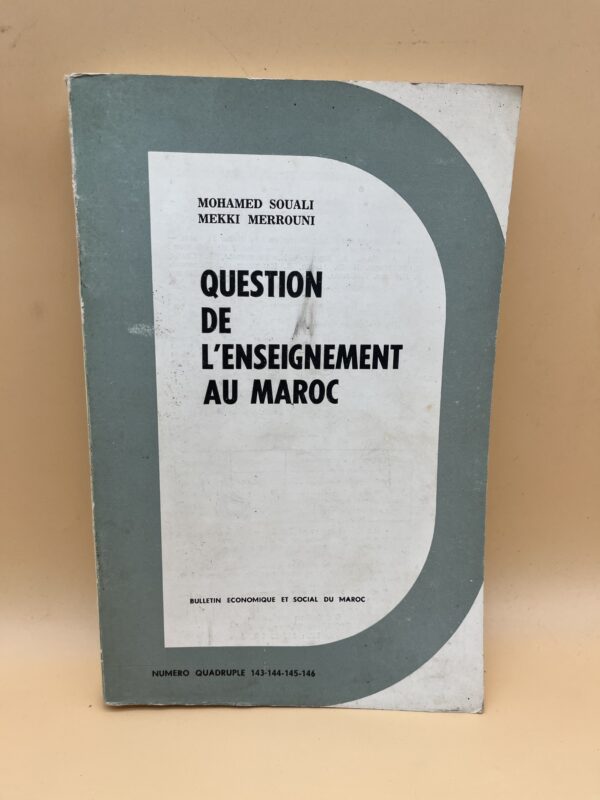 MOHAMED SOUALI
MEKKI MERROUNI
QUESTION
DE
L'ENSEIGNEMENT
AU MAROC
BULLETIN ECONOMIQUE ET SOCIAL DU MAROC
NUMERO QUADRUPLE 143-144-145-146